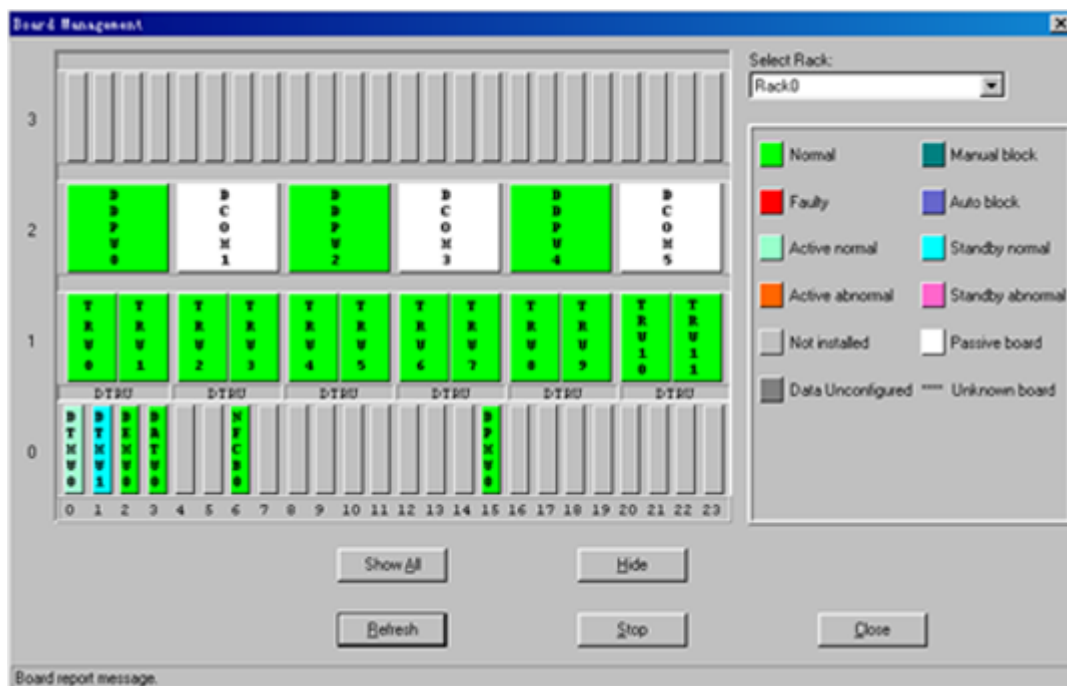 Board Management
Select Rack:
Rack0
3
Normal
Manual block
Faulty
Auto block
Active normal
Standby normal
Active abnormal
Standby abnormal
Not installed
Passive board
Data Unconfigured
Unknown board
2
DDPU0
DCOM1
DDPU2
DCOM3
DDPU4
DCOM5
1
TRU0
TRU1
TRU2
TRU3
TRU4
TRU5
TRU6
TRU7
TRU8
TRU9
TRU10
TRU11
DTRU DTRU DTRU DTRU DTRU DTRU
0
DTMU0
DTMU1
DEMU0
DATU0
NFCB0
DPMU0
0 1 2 3 4 5 6 7 8 9 10 11 12 13 14 15 16 17 18 19 20 21 22 23
Show All
Hide
Refresh
Stop
Close
Board report message.